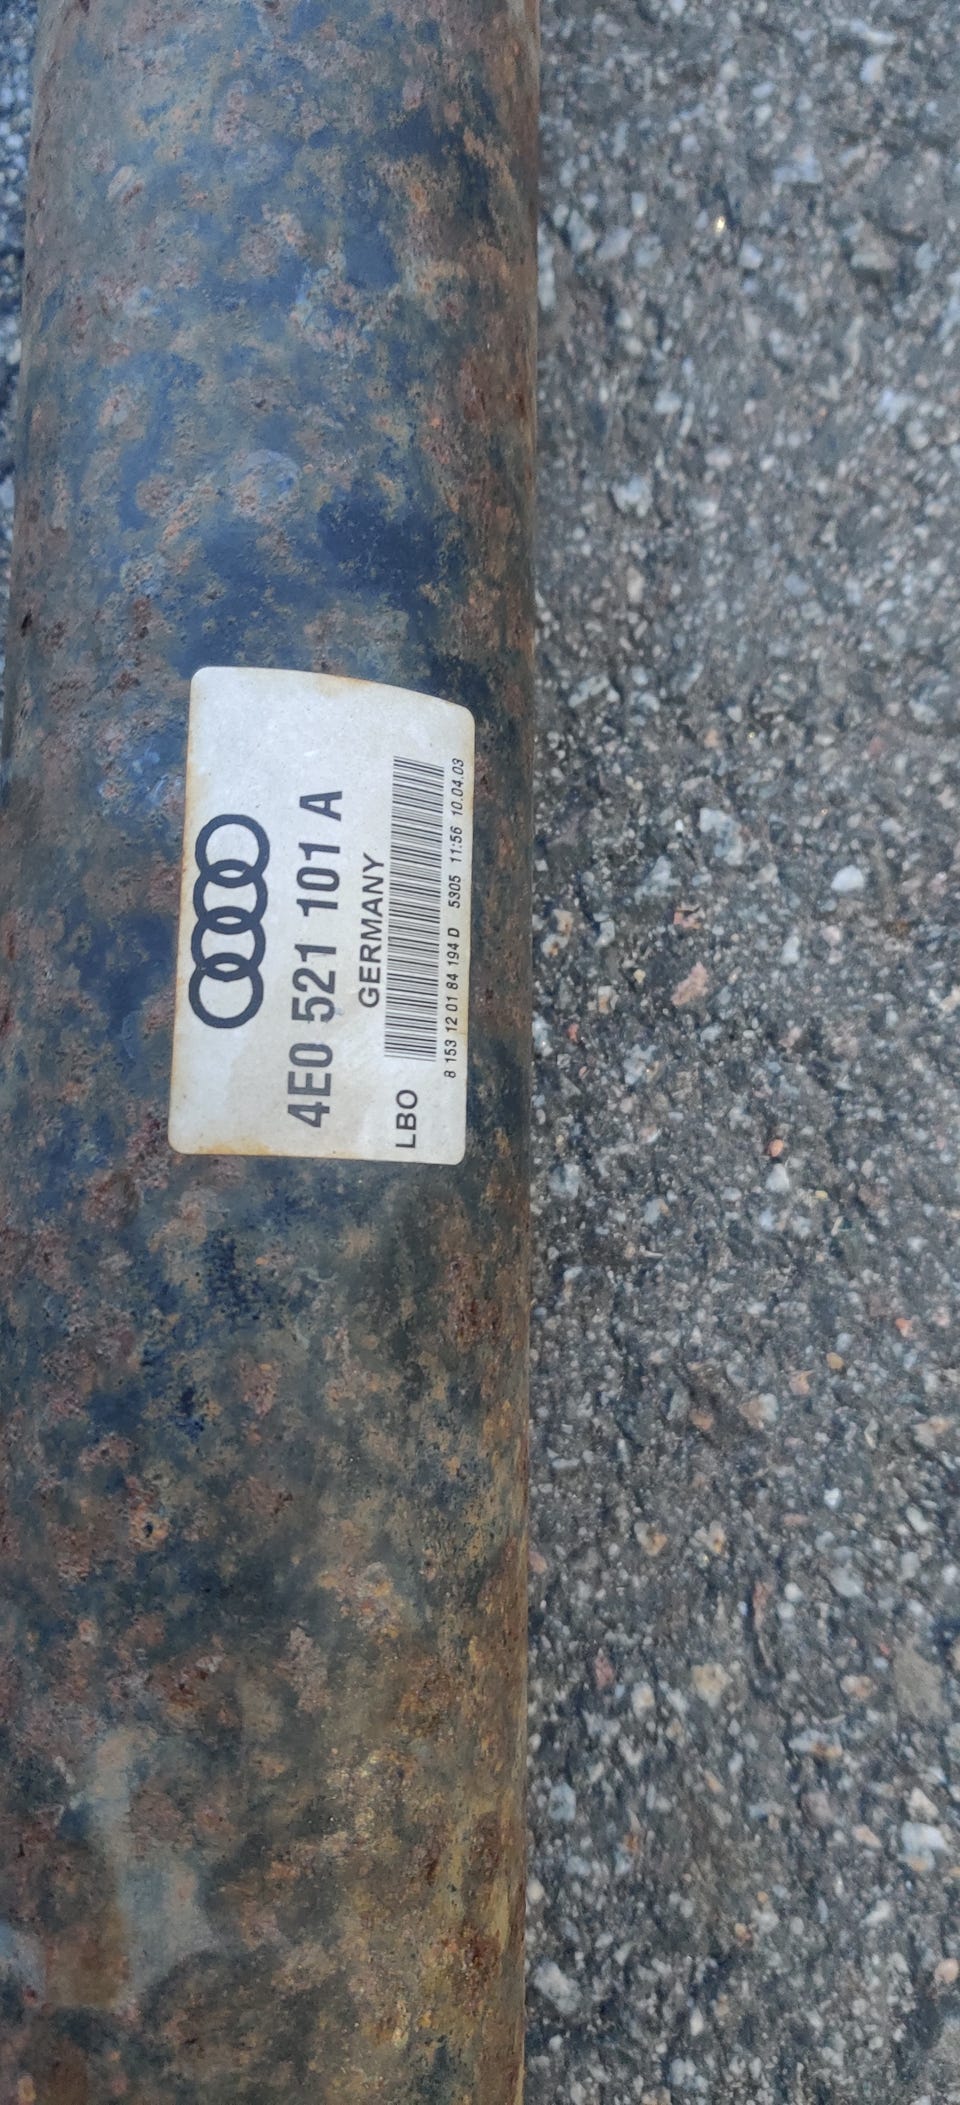 4E0 521 101 A
GERMANY
LBO
8 153 12 01 84 194 D 5305 11:56 10.04.03